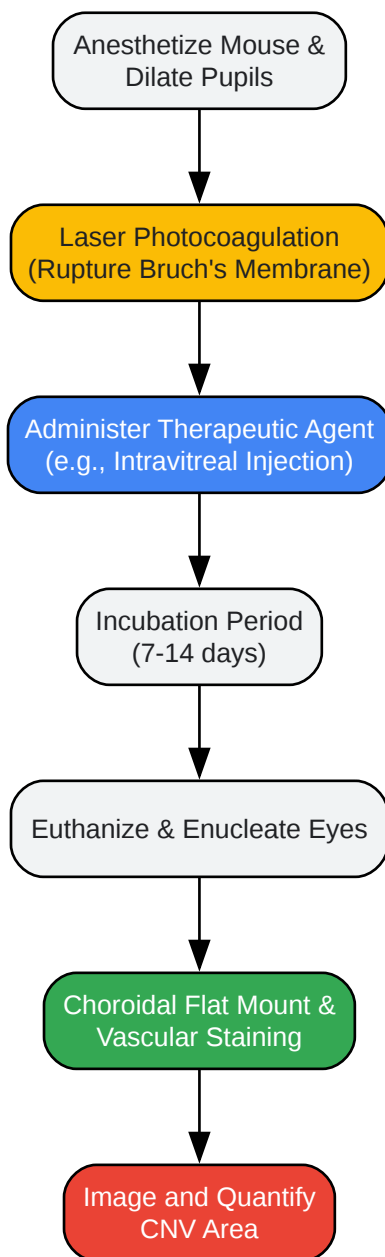 Anesthetize Mouse &
Dilate Pupils
Laser Photocoagulation
(Rupture Bruch's Membrane)
Administer Therapeutic Agent
(e.g., Intravitreal Injection)
Incubation Period
(7-14 days)
Euthanize & Enucleate Eyes
Choroidal Flat Mount &
Vascular Staining
Image and Quantify
CNV Area